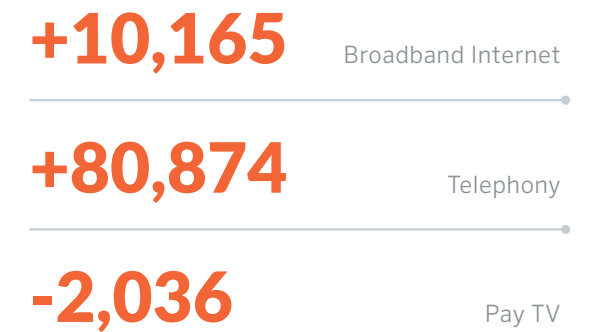 +10,165 Broadband Internet
+80,874 Telephony
-2,036 Pay TV